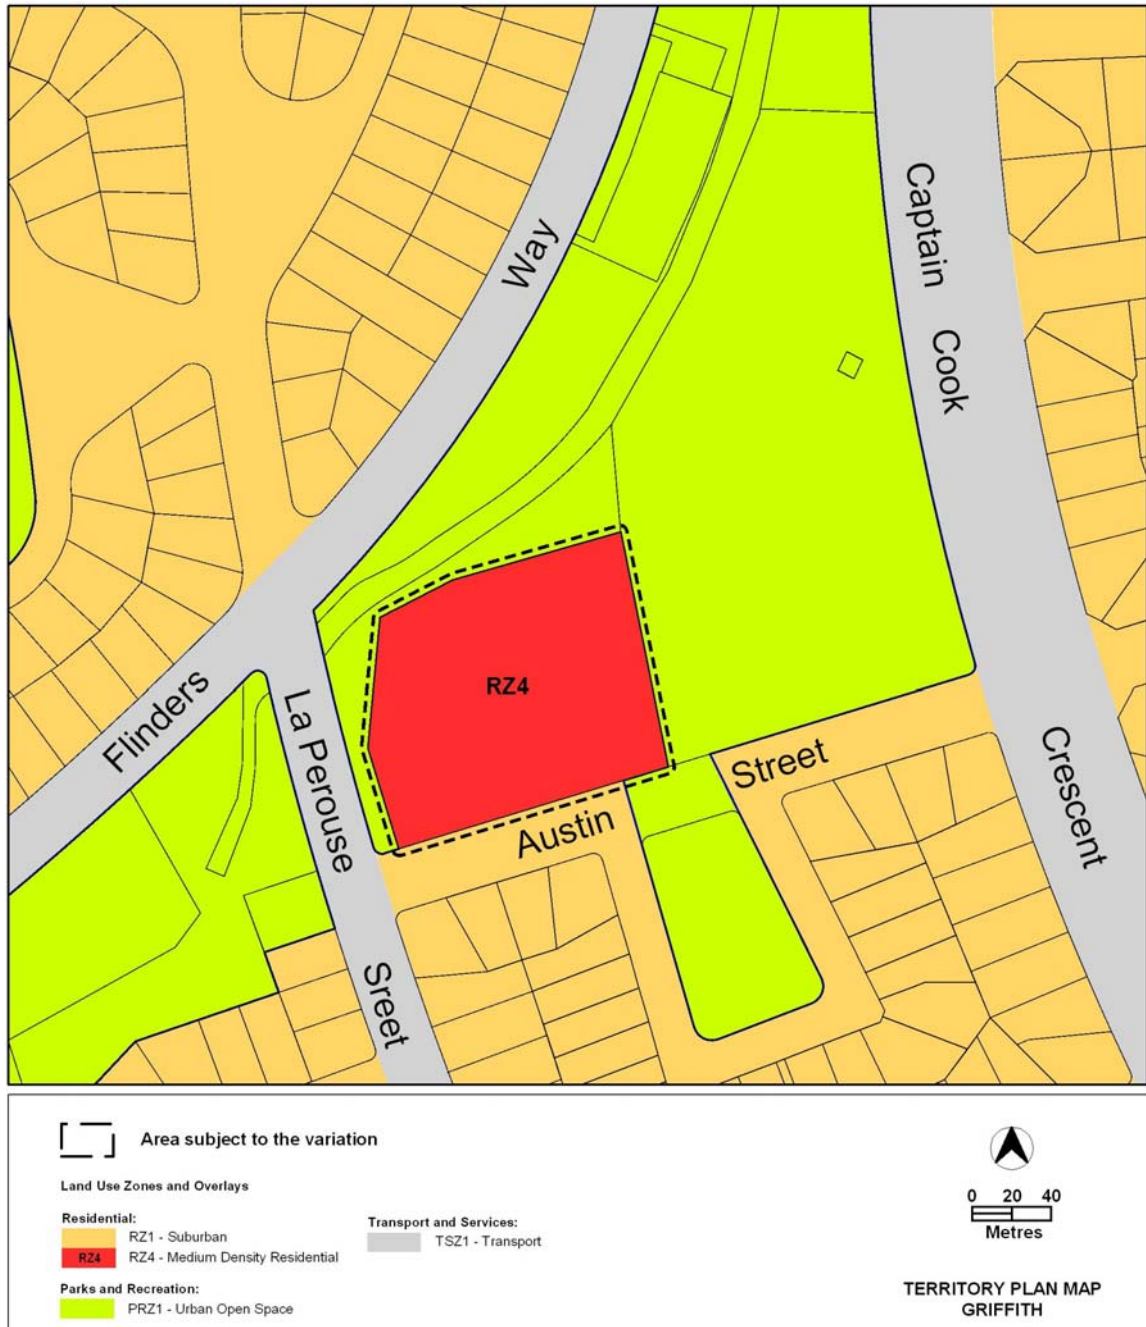 Way
Captain Cook
Crescent
Flinders
La Perouse
Sreet
RZ4
Austin
Street
Area subject to the variation
Land Use Zones and Overlays
Residential:
RZ1 - Suburban
RZ4
RZ4 - Medium Density Residential
Parks and Recreation:
PRZ1 - Urban Open Space
Transport and Services:
TSZ1 - Transport
0 20 40
Metres
TERRITORY PLAN MAP
GRIFFITH